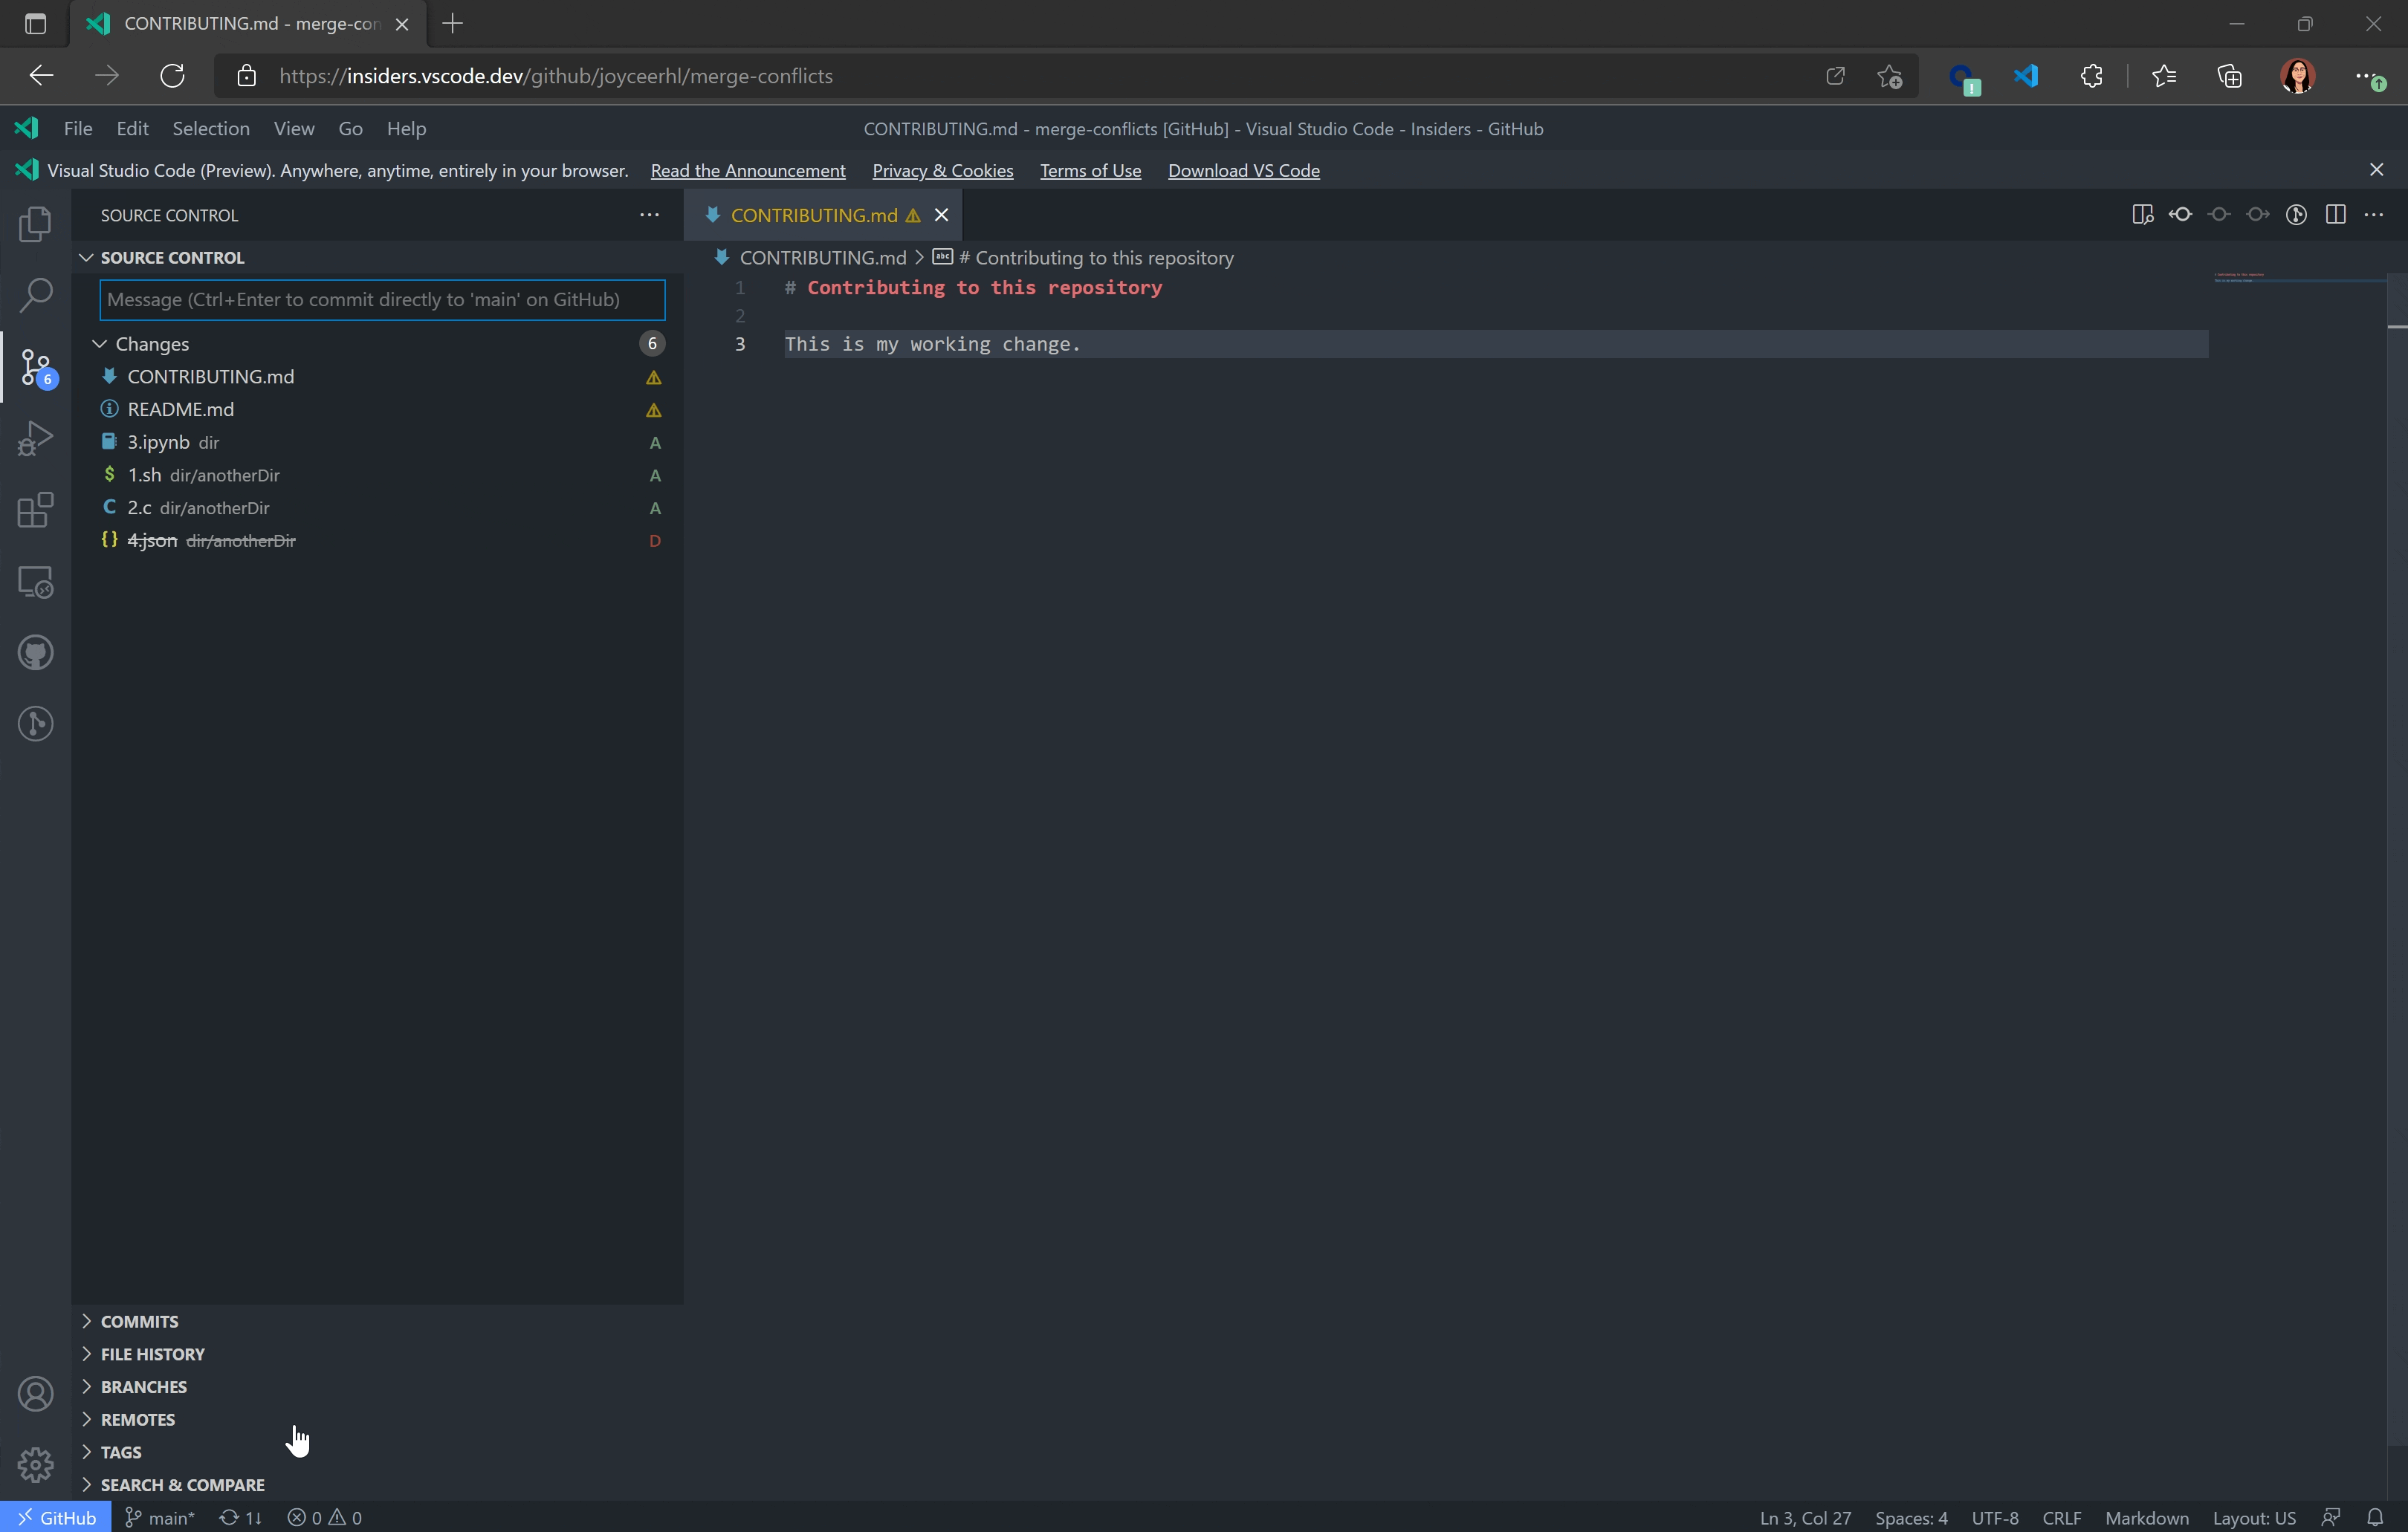 CONTRIBUTING.md - merge-con
https://insiders.vscode.dev/github/joyceerhl/merge-conflicts
File Edit Selection View Go Help
CONTRIBUTING.md - merge-conflicts [GitHub] - Visual Studio Code - Insiders - GitHub
Visual Studio Code (Preview). Anywhere, anytime, entirely in your browser. Read the Announcement Privacy & Cookies Terms of Use Download VS Code
SOURCE CONTROL
SOURCE CONTROL
Message (Ctrl+Enter to commit directly to 'main' on GitHub)
Changes 6
CONTRIBUTING.md
README.md
3.ipynb dir A
$ 1.sh dir/anotherDir A
C 2.c dir/anotherDir A
{} 4.json dir/anotherDir D
6
COMMITS
FILE HISTORY
BRANCHES
REMOTES
TAGS
SEARCH & COMPARE
CONTRIBUTING.md
CONTRIBUTING.md > abc # Contributing to this repository
1 # Contributing to this repository
2
3 This is my working change.
GitHub main* 1↓ 0 0 Ln 3, Col 27 Spaces: 4 UTF-8 CRLF Markdown Layout: US